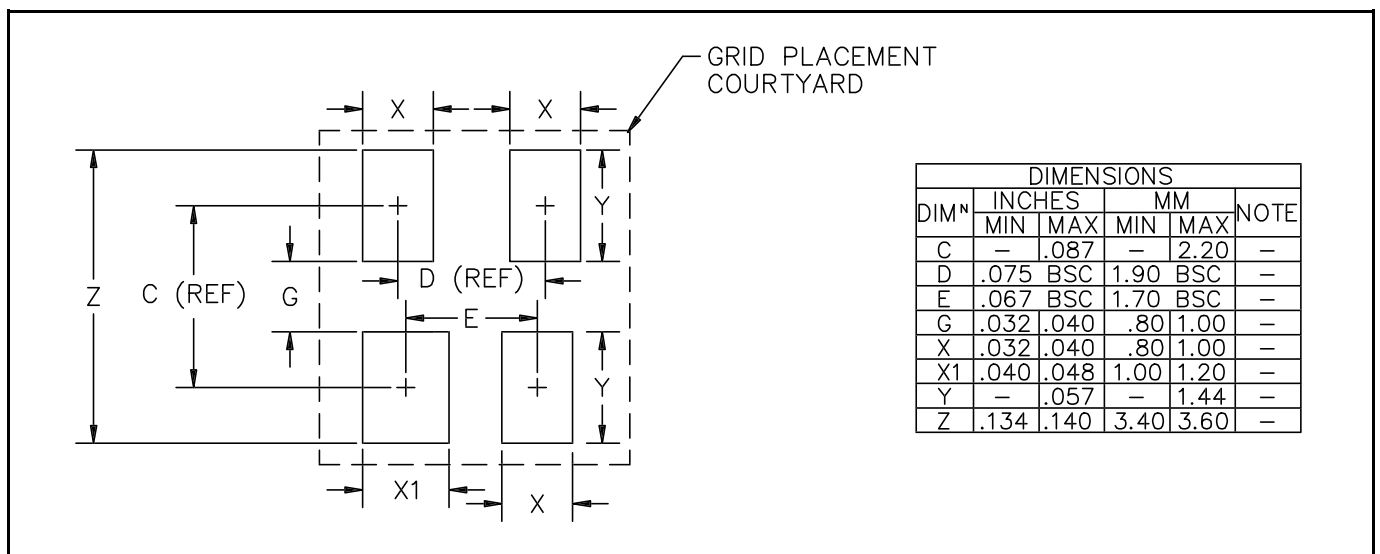 GRID PLACEMENT
COURTYARD
X X
Y
D (REF)
Z C (REF) G
E
Y
X1 X
DIMENSIONS
DIMᴺ INCHES MM NOTE
MIN MAX MIN MAX
C – .087 – 2.20 –
D .075 BSC 1.90 BSC –
E .067 BSC 1.70 BSC –
G .032 .040 .80 1.00 –
X .032 .040 .80 1.00 –
X1 .040 .048 1.00 1.20 –
Y – .057 – 1.44 –
Z .134 .140 3.40 3.60 –